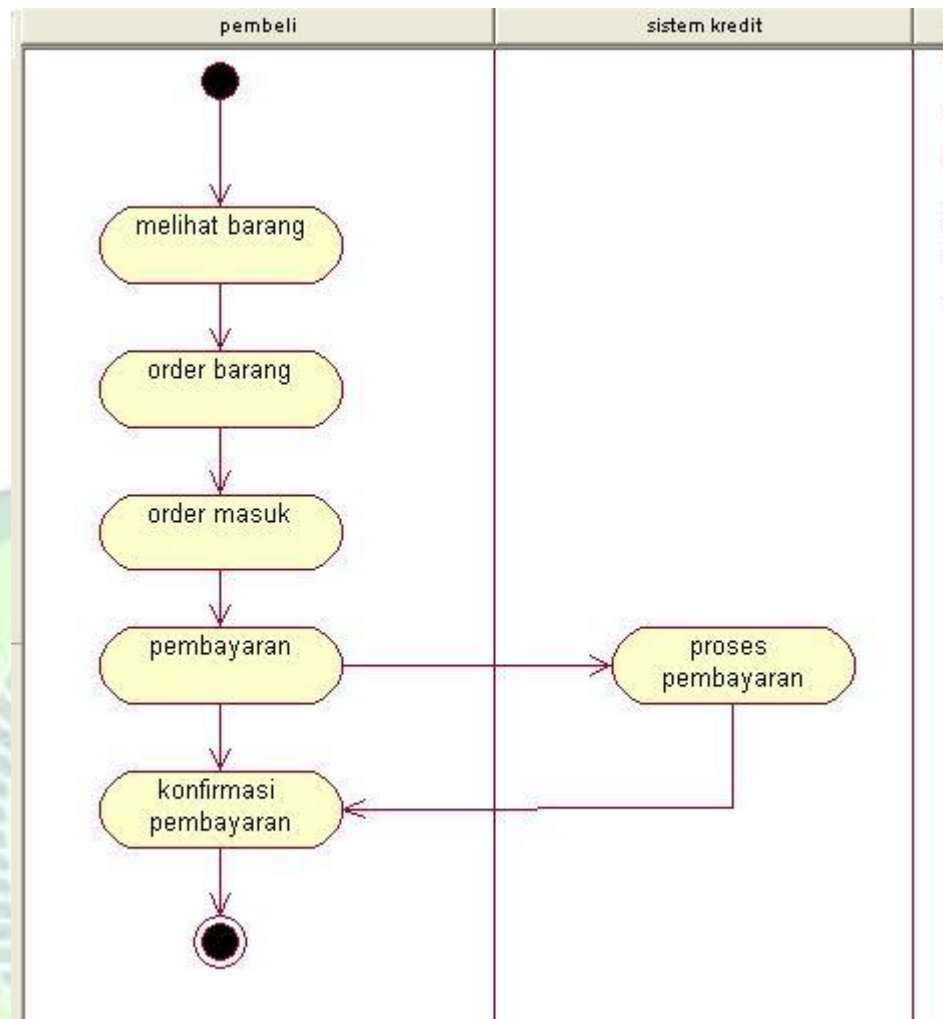 pembeli
sistem kredit
melihat barang
order barang
order masuk
pembayaran
proses
pembayaran
konfirmasi
pembayaran